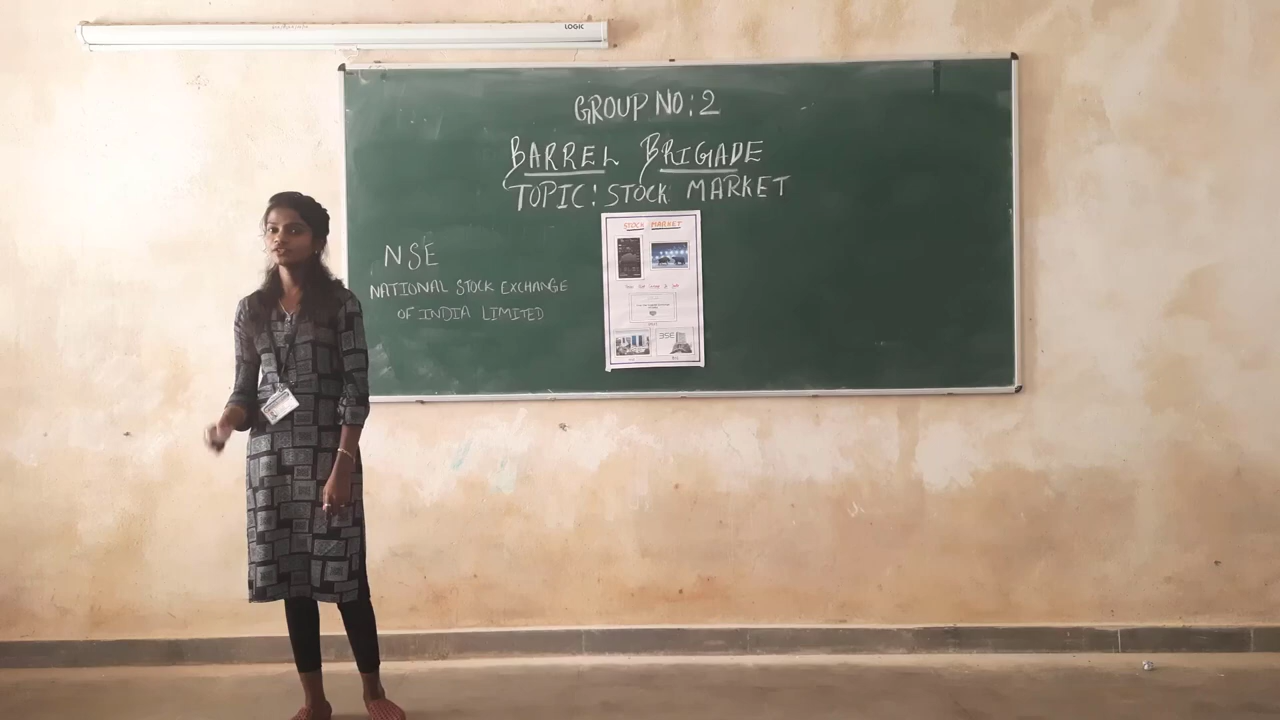 LOGIC
GROUP NO: 2
BARREL BRIGADE
TOPIC: STOCK MARKET
NSE
NATIONAL STOCK EXCHANGE
OF INDIA LIMITED
STOCK MARKET
BSE